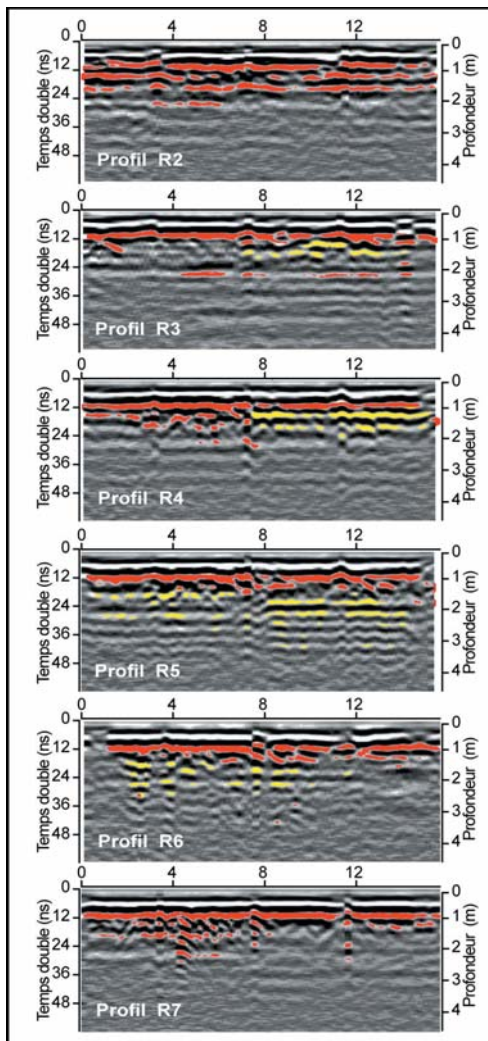 0 4 8 12
0 12 24 36 48
Temps double (ns)
Profil R2
0 1 2 3 4
Profondeur (m)
0 4 8 12
0 12 24 36 48
Temps double (ns)
Profil R3
0 1 2 3 4
Profondeur (m)
0 4 8 12
0 12 24 36 48
Temps double (ns)
Profil R4
0 1 2 3 4
Profondeur (m)
0 4 8 12
0 12 24 36 48
Temps double (ns)
Profil R5
0 1 2 3 4
Profondeur (m)
0 4 8 12
0 12 24 36 48
Temps double (ns)
Profil R6
0 1 2 3 4
Profondeur (m)
0 4 8 12
0 12 24 36 48
Temps double (ns)
Profil R7
0 1 2 3 4
Profondeur (m)